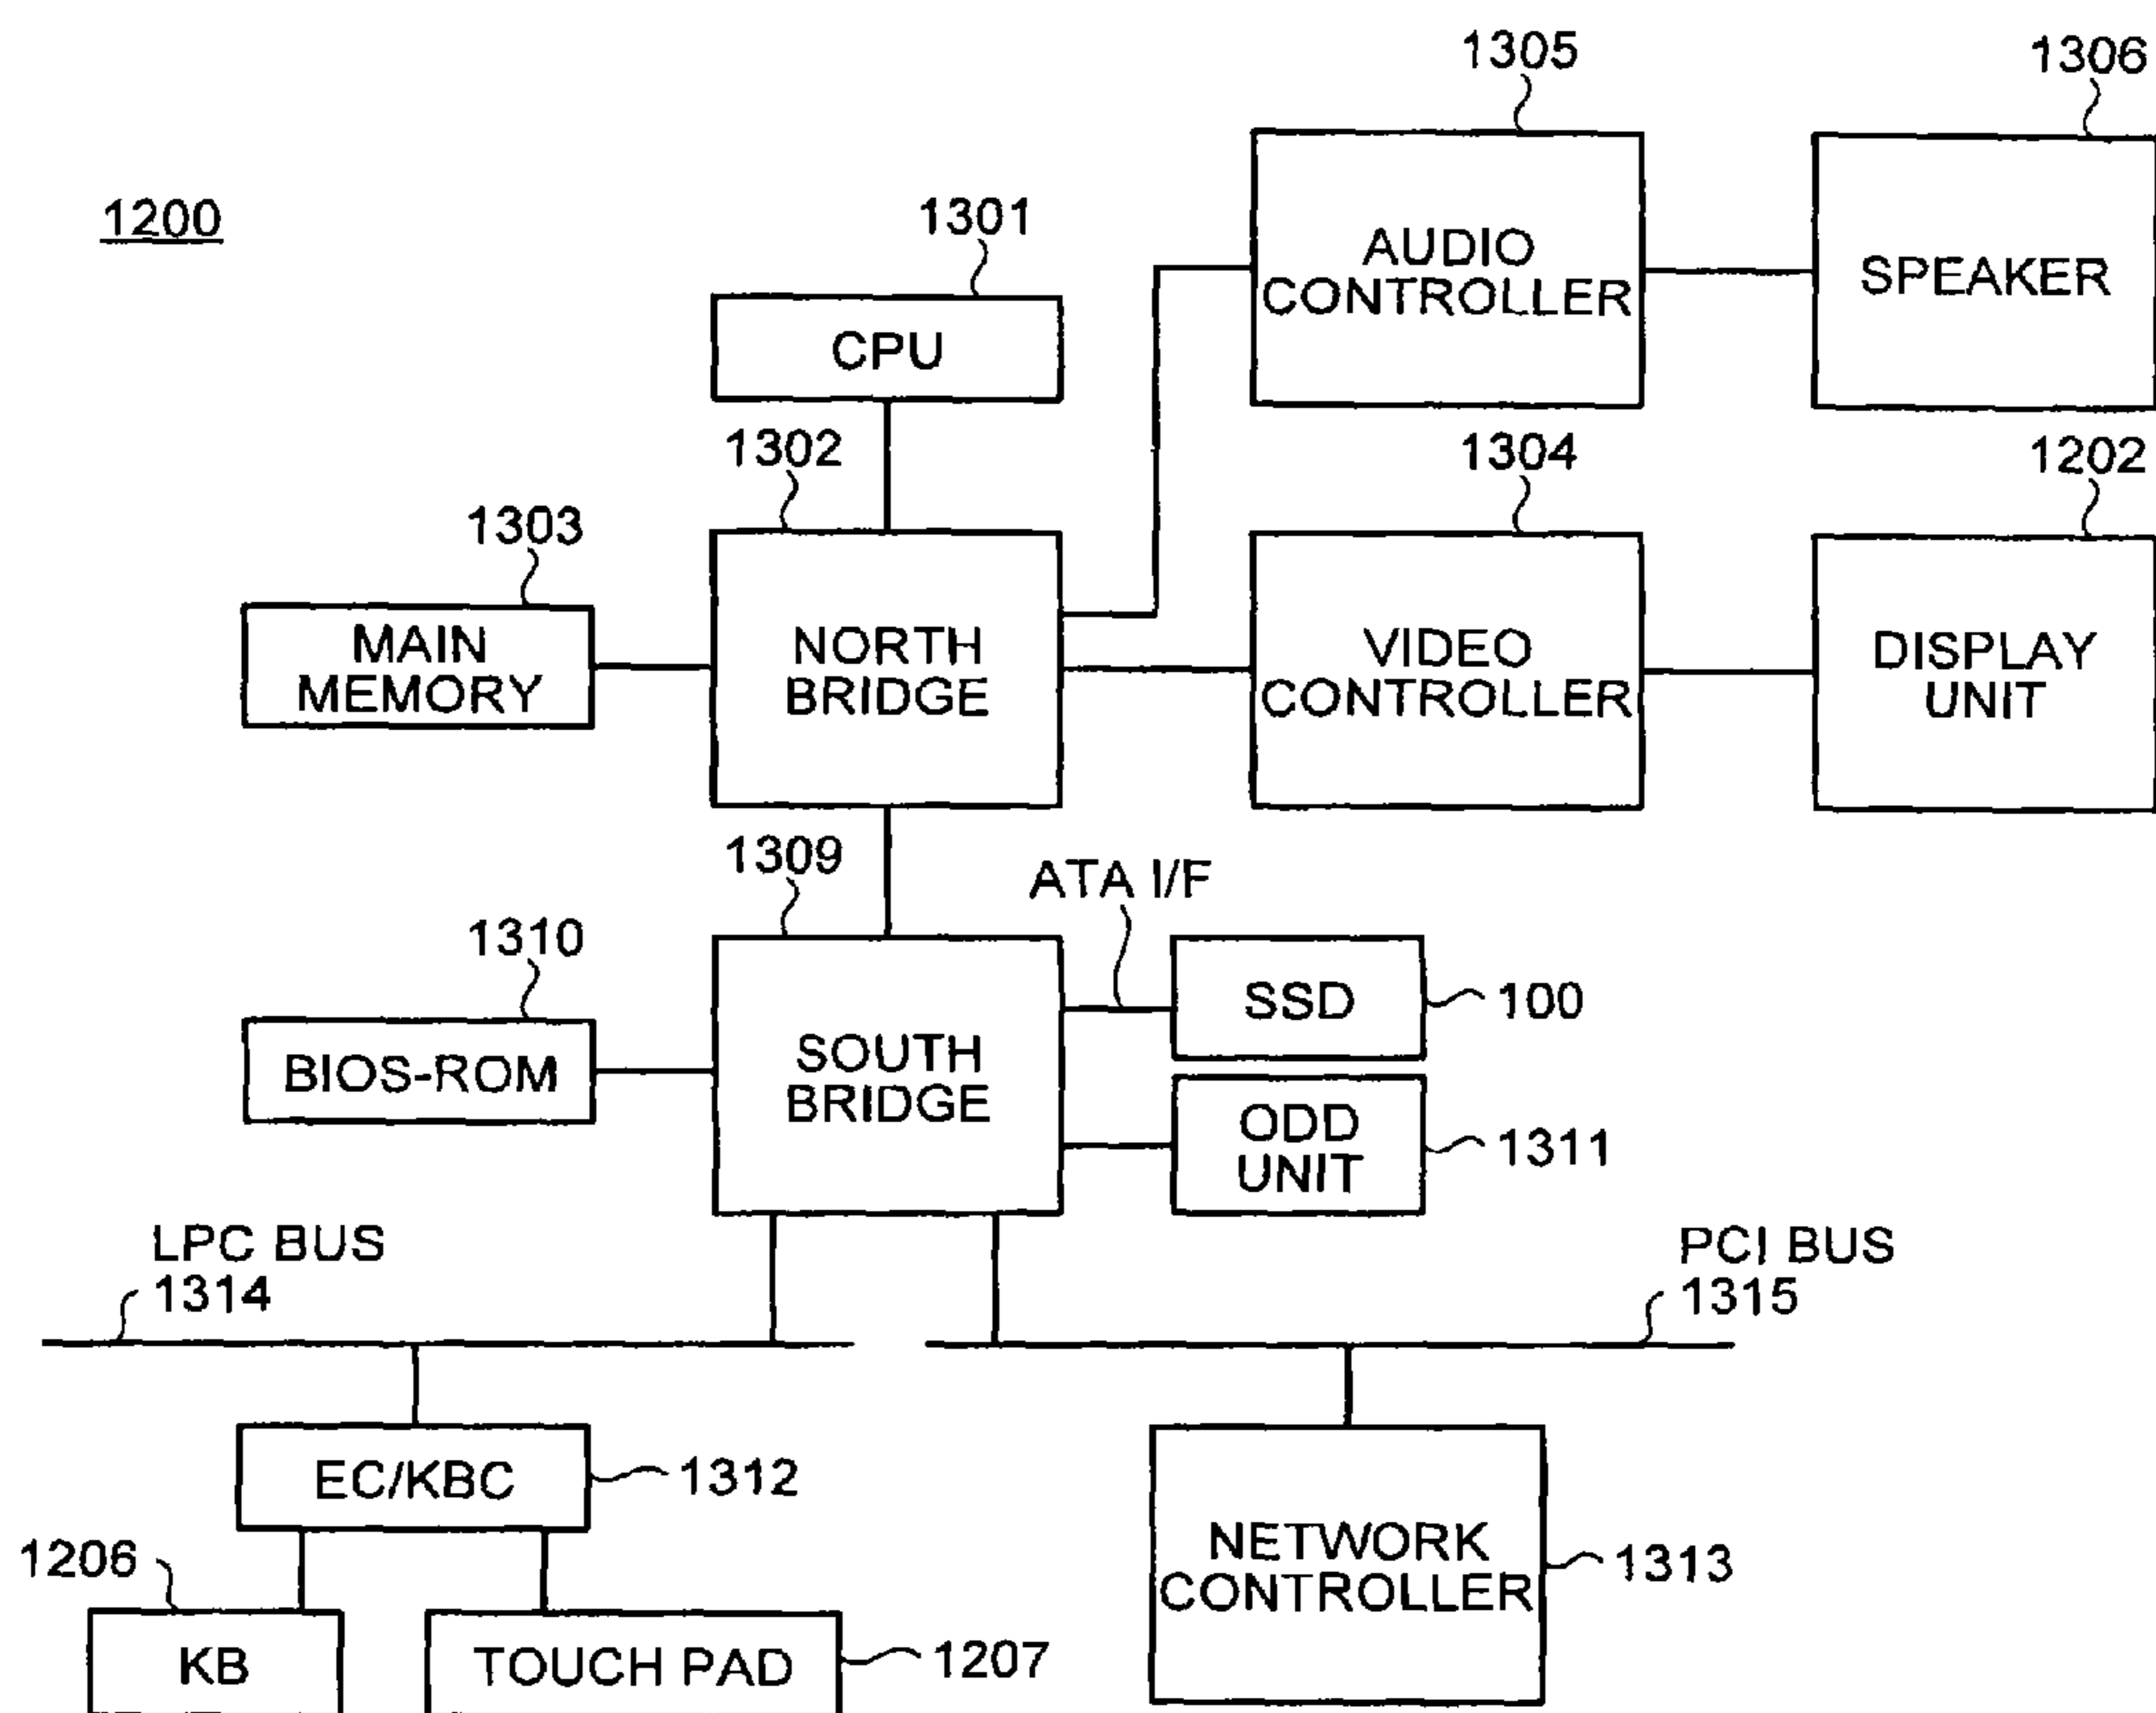 1305
1306
1200
1301
AUDIO
CONTROLLER
SPEAKER
CPU
1302
1304
1202
1303
MAIN
MEMORY
NORTH
BRIDGE
VIDEO
CONTROLLER
DISPLAY
UNIT
1309
ATA I/F
1310
SSD
100
BIOS-ROM
SOUTH
BRIDGE
ODD
UNIT
1311
LPC BUS
1314
PCI BUS
1315
EC/KBC
1312
NETWORK
CONTROLLER
1313
1206
KB
TOUCH PAD
1207